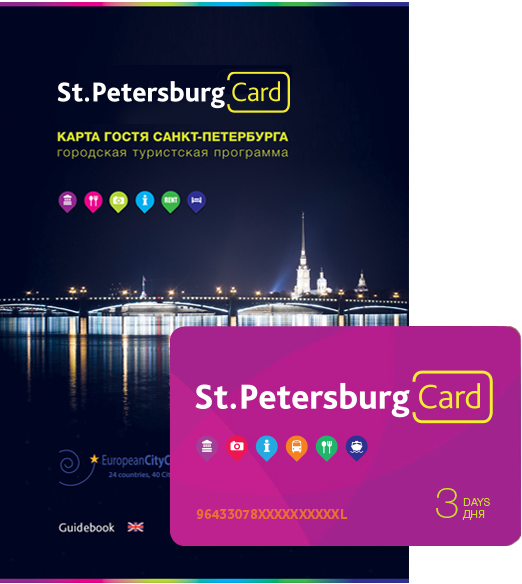 St.Petersburg Card
КАРТА ГОСТЯ САНКТ-ПЕТЕРБУРГА
городская туристская программа
RENT
EuropeanCityC
24 countries, 40 Cit
Guidebook
St.Petersburg Card
96433078XXXXXXXXXXL
3 DAYS
ДНЯ